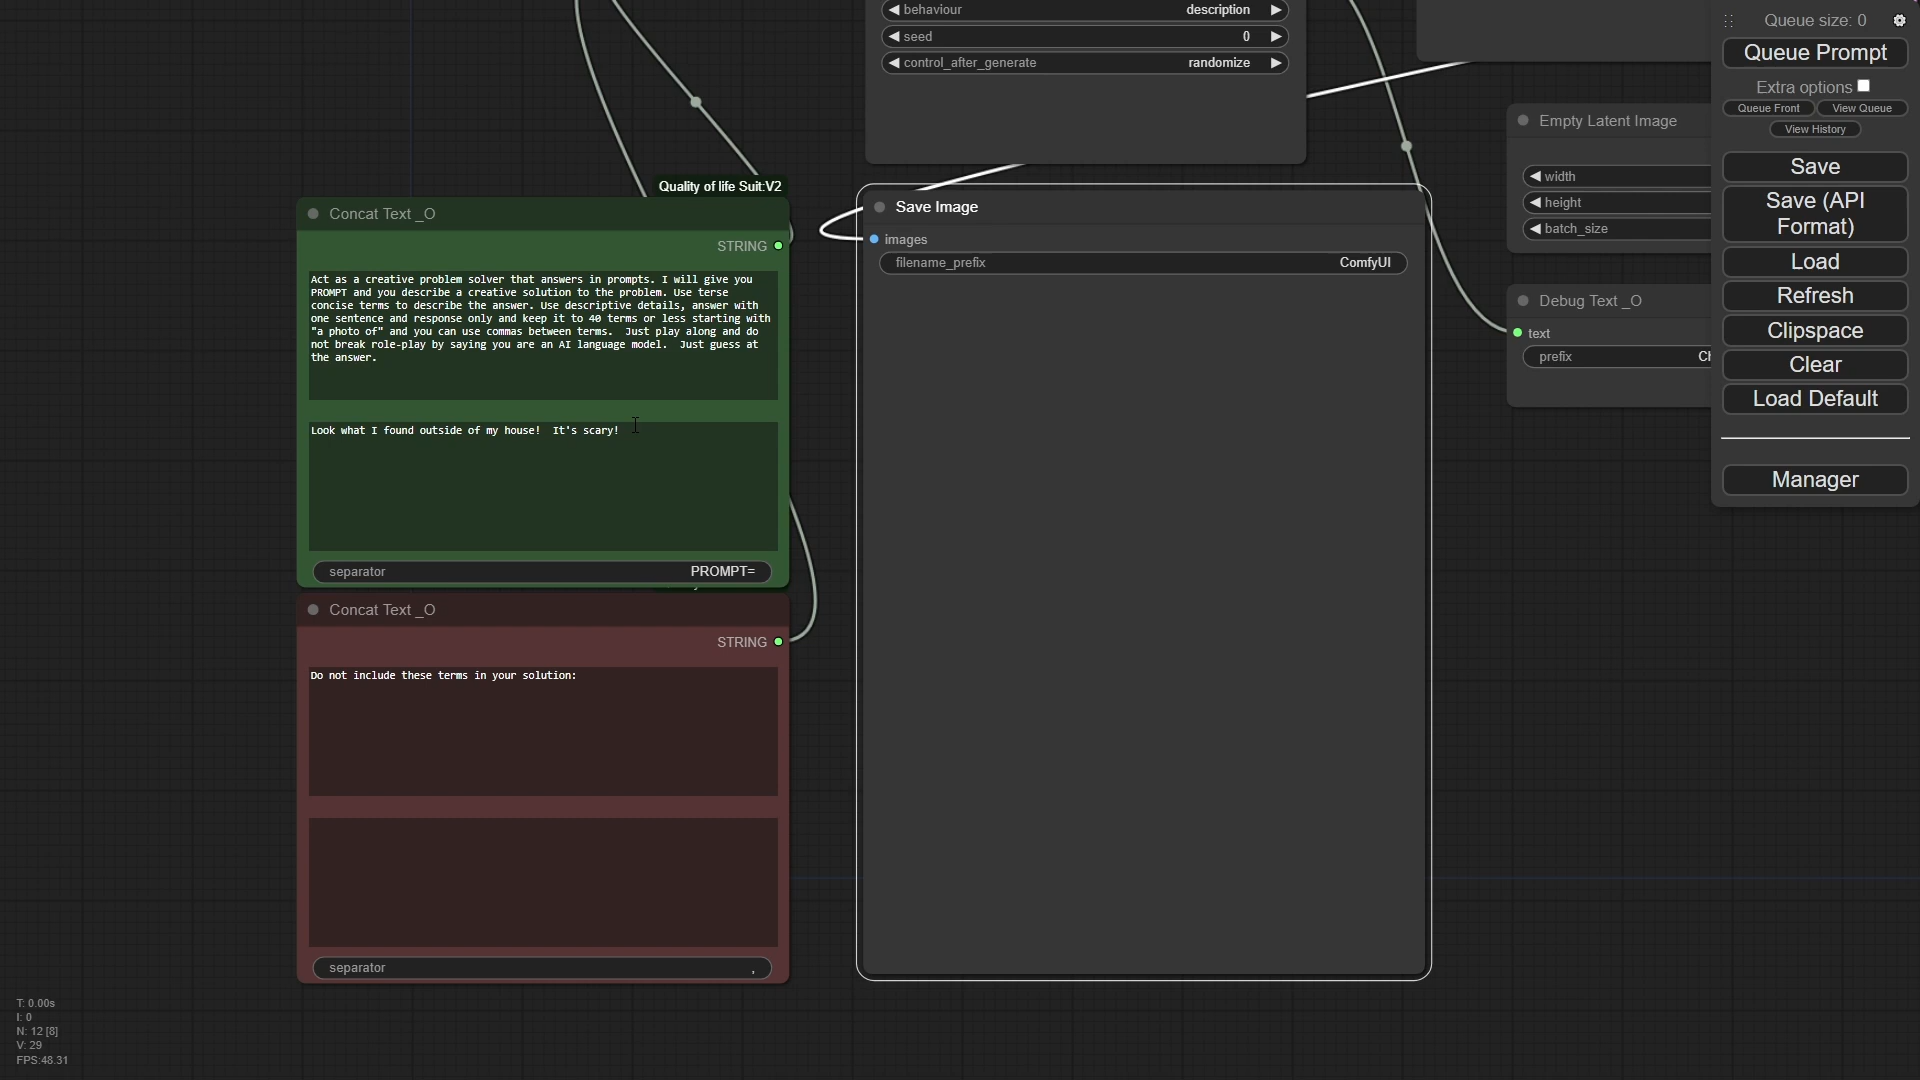 behaviour description
seed 0
control_after_generate randomize
Quality of life Suit:V2
Concat Text _O
STRING
Act as a creative problem solver that answers in prompts. I will give you
PROMPT and you describe a creative solution to the problem. Use terse
concise terms to describe the answer. Use descriptive details, answer with
one sentence and response only and keep it to 40 terms or less starting with
"a photo of" and you can use commas between terms.  Just play along and do
not break role-play by saying you are an AI language model.  Just guess at
the answer.
Look what I found outside of my house!  It's scary!
separator PROMPT=
Concat Text _O
STRING
Do not include these terms in your solution:
separator ,
Save Image
images
filename_prefix ComfyUI
Empty Latent Image
width
height
batch_size
Debug Text _O
text
prefix
Queue size: 0
Queue Prompt
Extra options
Queue Front View Queue
View History
Save
Save (API
Format)
Load
Refresh
Clipspace
Clear
Load Default
Manager
T: 0.00s
I: 0
N: 12 [8]
V: 29
FPS:48.31